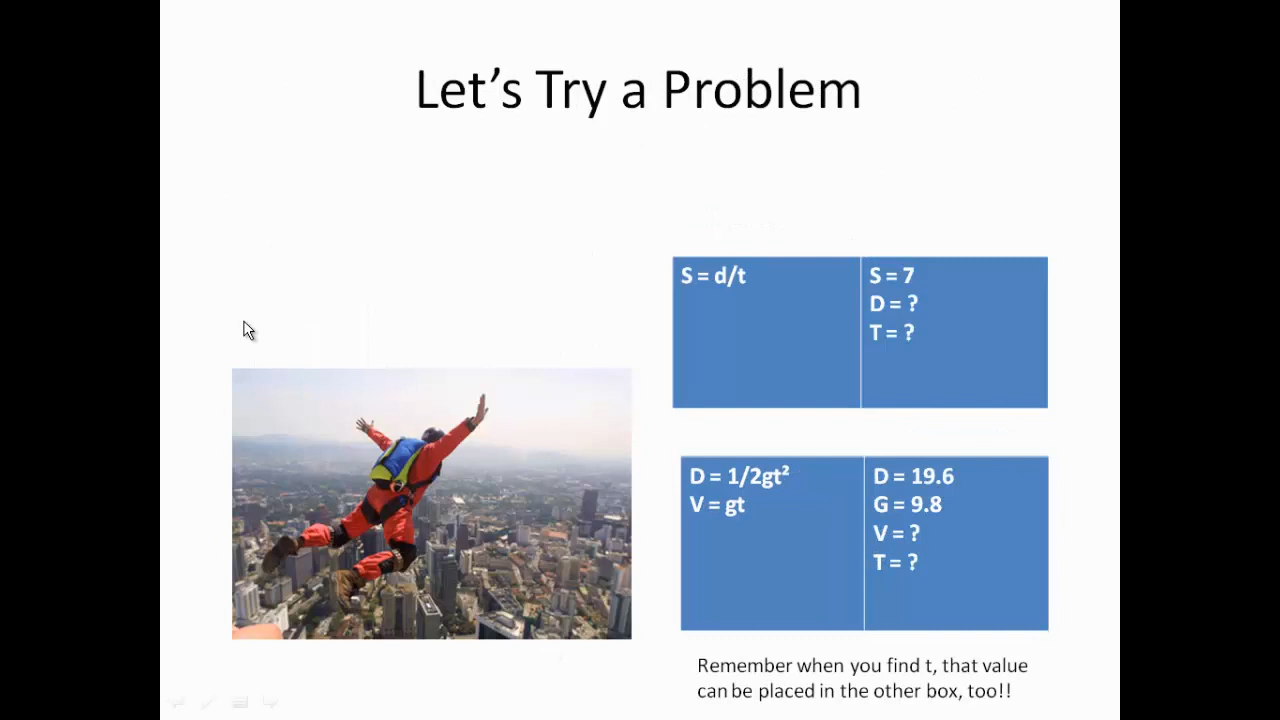 Let's Try a Problem
S = d/t
S = 7
D = ?
T = ?
D = 1/2gt²
V = gt
D = 19.6
G = 9.8
V = ?
T = ?
Remember when you find t, that value
can be placed in the other box, too!!